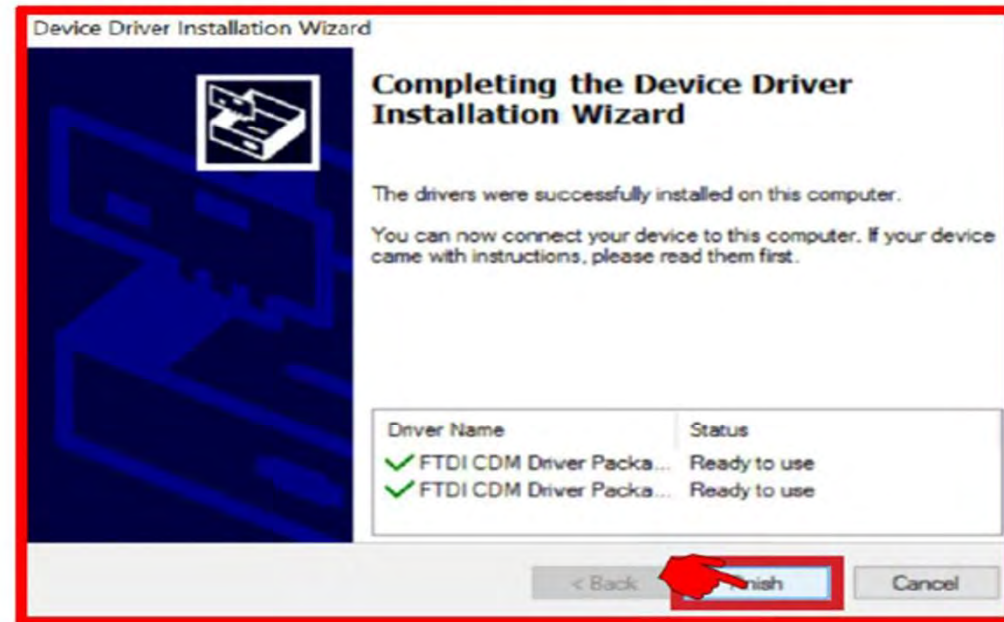 Device Driver Installation Wizard
Completing the Device Driver
Installation Wizard
The drivers were successfully installed on this computer.
You can now connect your device to this computer. If your device
came with instructions, please read them first.
Driver Name Status
FTDI CDM Driver Packa... Ready to use
FTDI CDM Driver Packa... Ready to use
< Back Finish Cancel